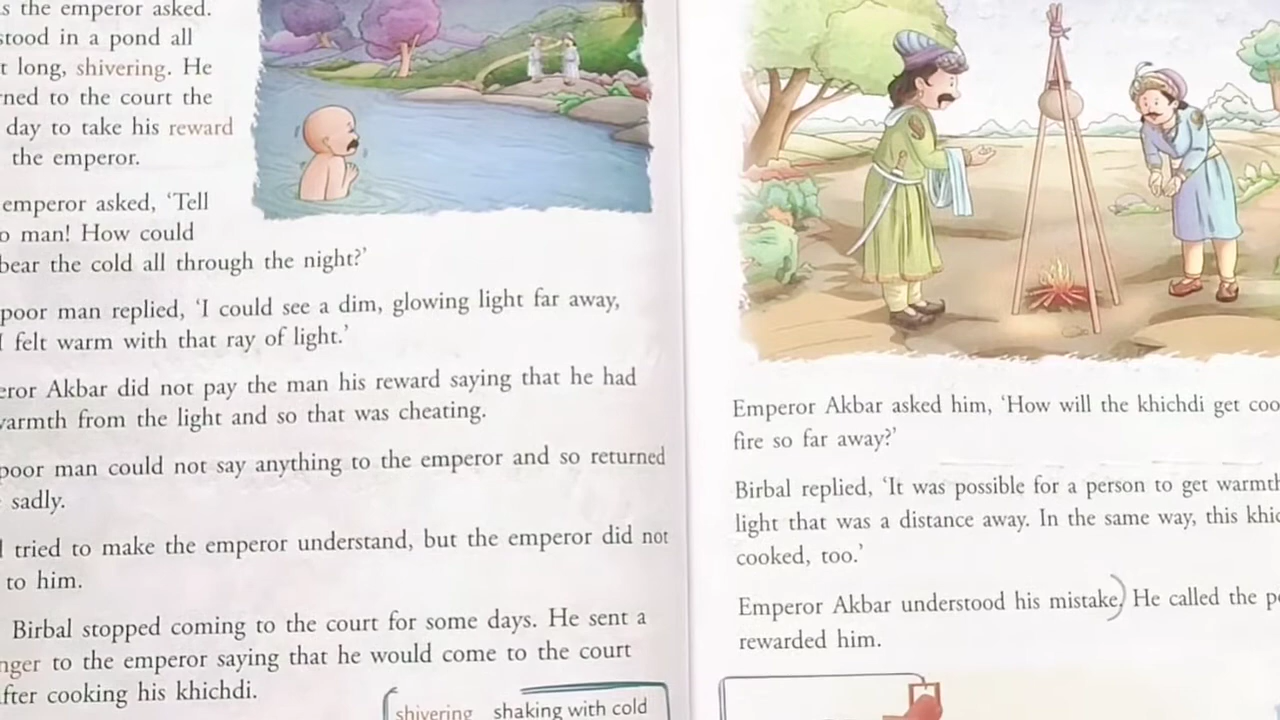 the emperor asked.
in a pond all
long, shivering. He
to the court the
day to take his reward
the emperor.
emperor asked, ‘Tell
man! How could
bear the cold all through the night?’
poor man replied, ‘I could see a dim, glowing light far away,
I felt warm with that ray of light.’
Akbar did not pay the man his reward saying that he had
warmth from the light and so that was cheating.
poor man could not say anything to the emperor and so returned
sadly.
tried to make the emperor understand, but the emperor did not
to him.
Birbal stopped coming to the court for some days. He sent a
to the emperor saying that he would come to the court
after cooking his khichdi.
shivering shaking with cold
Emperor Akbar asked him, ‘How will the khichdi get
fire so far away?’
Birbal replied, ‘It was possible for a person to get warmth
light that was a distance away. In the same way, this
cooked, too.’
Emperor Akbar understood his mistake. He called the
rewarded him.